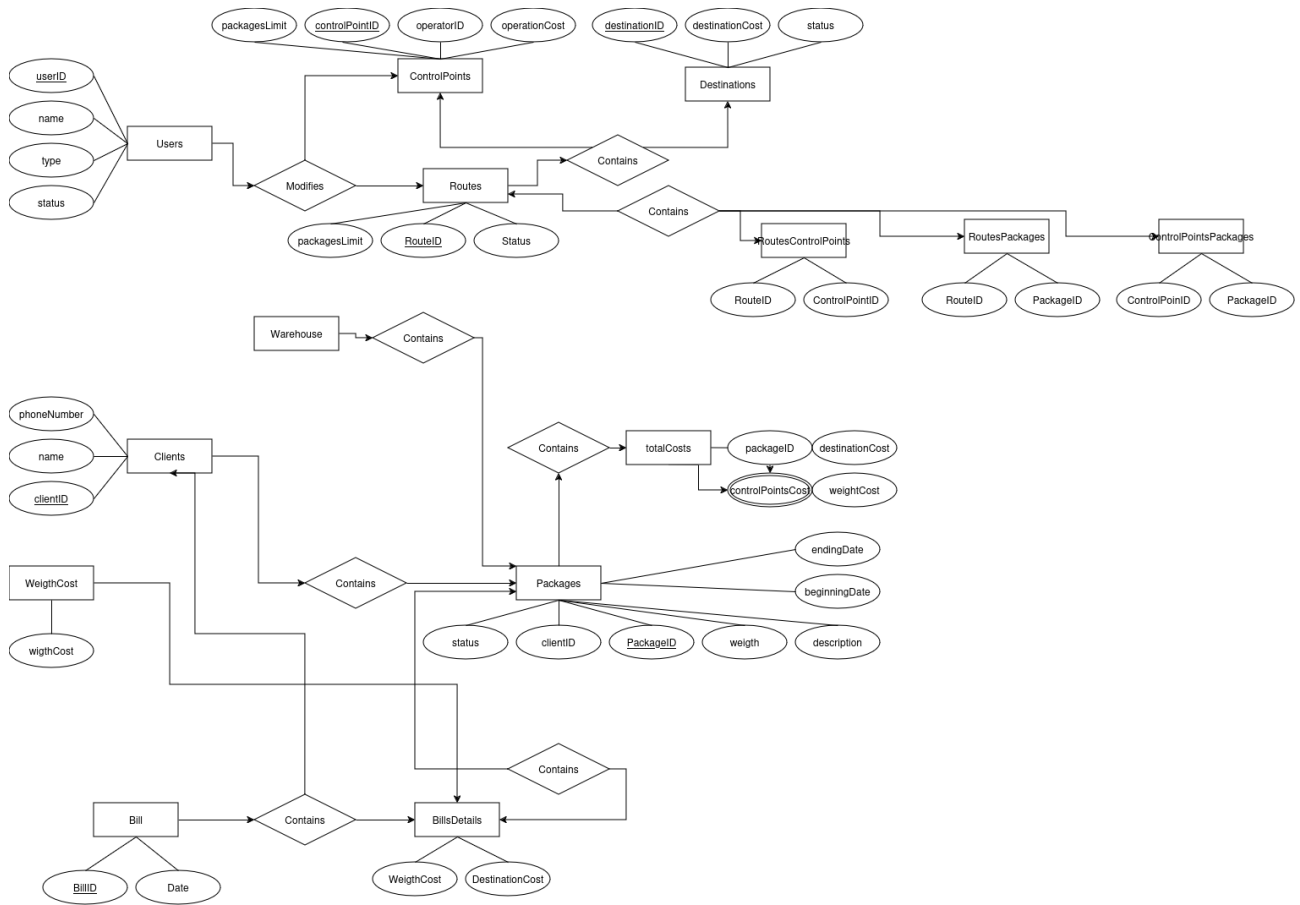 packagesLimit
controlPointID
operatorID
operationCost
destinationID
destinationCost
status
ControlPoints
Destinations
userID
name
type
status
Users
Modifies
Contains
Routes
packagesLimit
RouteID
Status
Contains
RoutesControlPoints
RoutesPackages
ControlPointsPackages
RouteID
ControlPointID
RouteID
PackageID
ControlPoinID
PackageID
Warehouse
Contains
phoneNumber
name
clientID
Clients
Contains
totalCosts
packageID
destinationCost
controlPointsCost
weightCost
endingDate
beginningDate
WeigthCost
Contains
Packages
wigthCost
status
clientID
PackageID
weigth
description
Contains
Bill
Contains
BillsDetails
BillID
Date
WeigthCost
DestinationCost